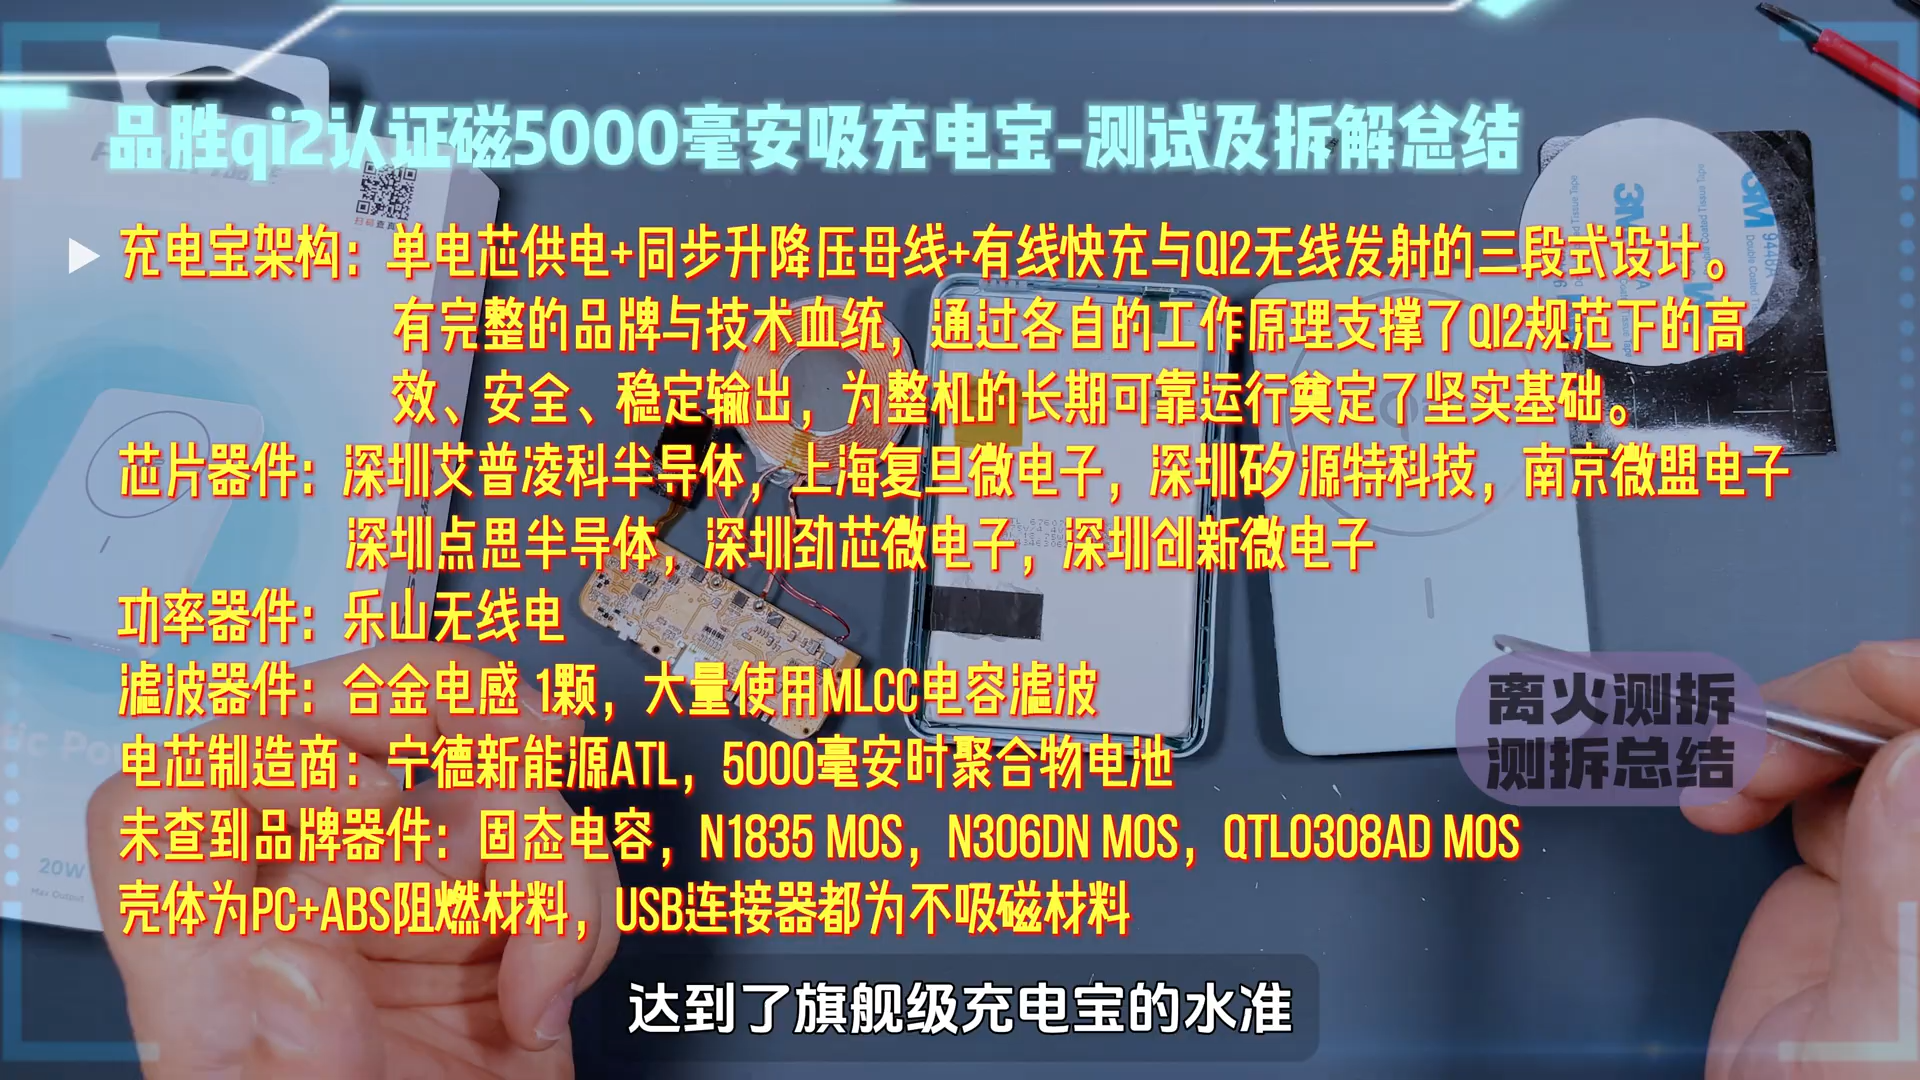 品胜qi2认证磁5000毫安吸充电宝-测试及拆解总结
充电宝架构：单电芯供电+同步升降压母线+有线快充与QI2无线发射的三段式设计。
有完整的品牌与技术血统，通过各自的工作原理支撑了QI2规范下的高
效、安全、稳定输出，为整机的长期可靠运行奠定了坚实基础。
芯片器件：深圳艾普凌科半导体，上海复旦微电子，深圳矽源特科技，南京微盟电子
深圳点思半导体，深圳劲芯微电子，深圳创新微电子
功率器件：乐山无线电
滤波器件：合金电感 1颗，大量使用MLCC电容滤波
电芯制造商：宁德新能源ATL，5000毫安时聚合物电池
未查到品牌器件：固态电容，N1835 MOS，N306DN MOS，QTL0308AD MOS
壳体为PC+ABS阻燃材料，USB连接器都为不吸磁材料
离火测拆
测拆总结
达到了旗舰级充电宝的水准
3M
3M
20W
Max Output